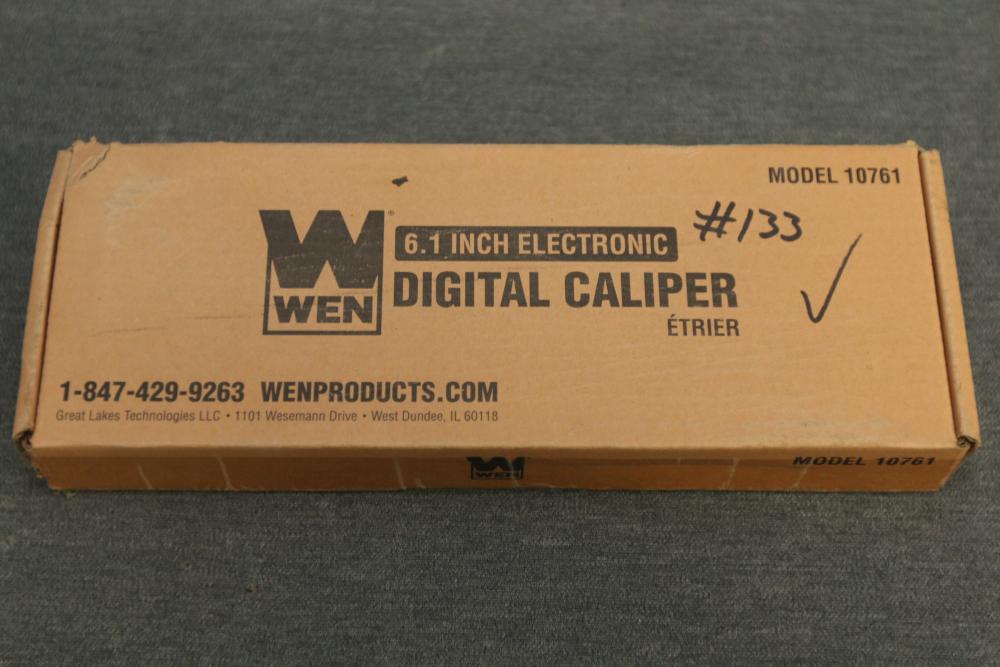 MODEL 10761
#133
W
WEN®
6.1 INCH ELECTRONIC
DIGITAL CALIPER
ÉTRIER
1-847-429-9263 WENPRODUCTS.COM
Great Lakes Technologies LLC • 1101 Wesemann Drive • West Dundee, IL 60118
W
WEN
MODEL 10761